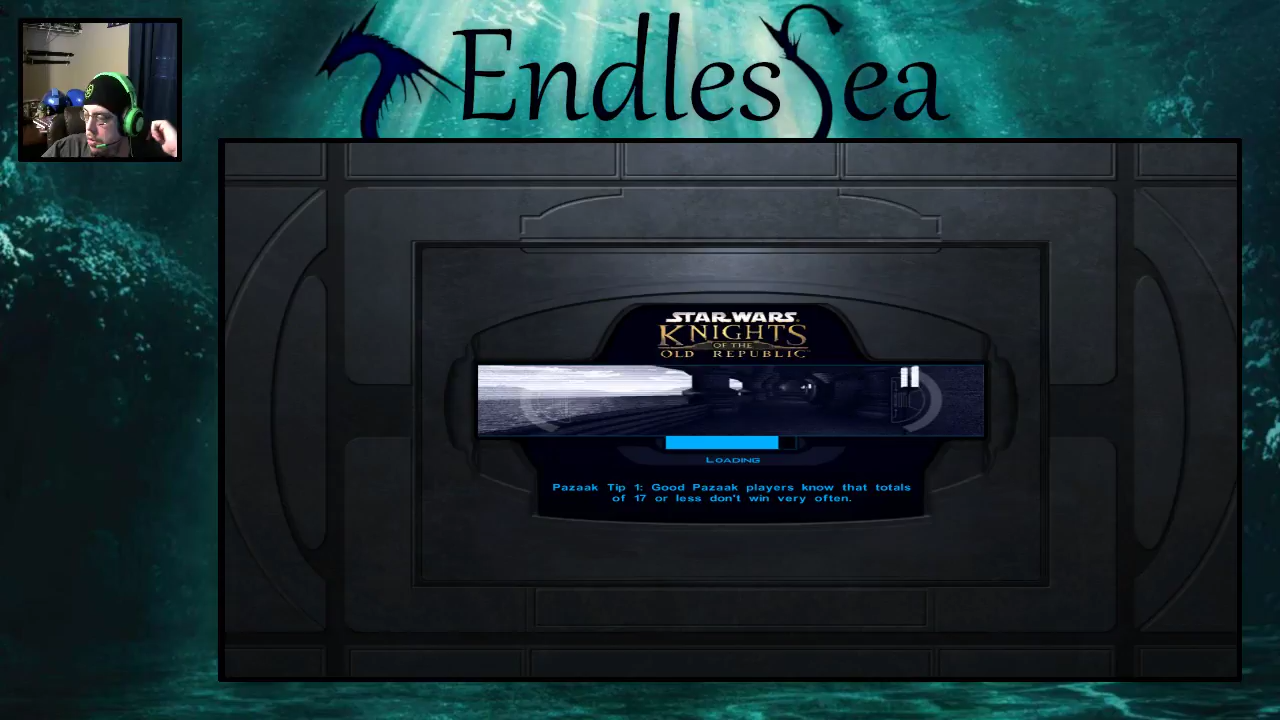 EndlesSea
STAR WARS
KNIGHTS
OF THE
OLD REPUBLIC
LOADING
Pazaak Tip 1: Good Pazaak players know that totals
of 17 or less don't win very often.